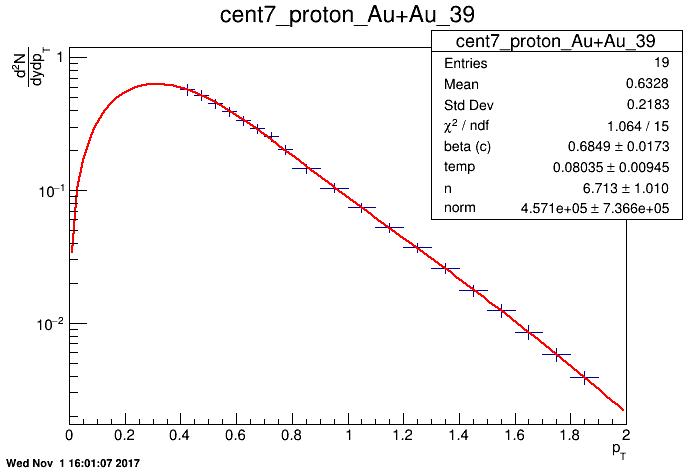 cent7_proton_Au+Au_39
cent7_proton_Au+Au_39
Entries 19
Mean 0.6328
Std Dev 0.2183
χ² / ndf 1.064 / 15
beta (c) 0.6849 ± 0.0173
temp 0.08035 ± 0.00945
n 6.713 ± 1.010
norm 4.571e+05 ± 7.366e+05
d²N
dydp_T
1
10⁻¹
10⁻²
0 0.2 0.4 0.6 0.8 1 1.2 1.4 1.6 1.8 2
p_T
Wed Nov 1 16:01:07 2017